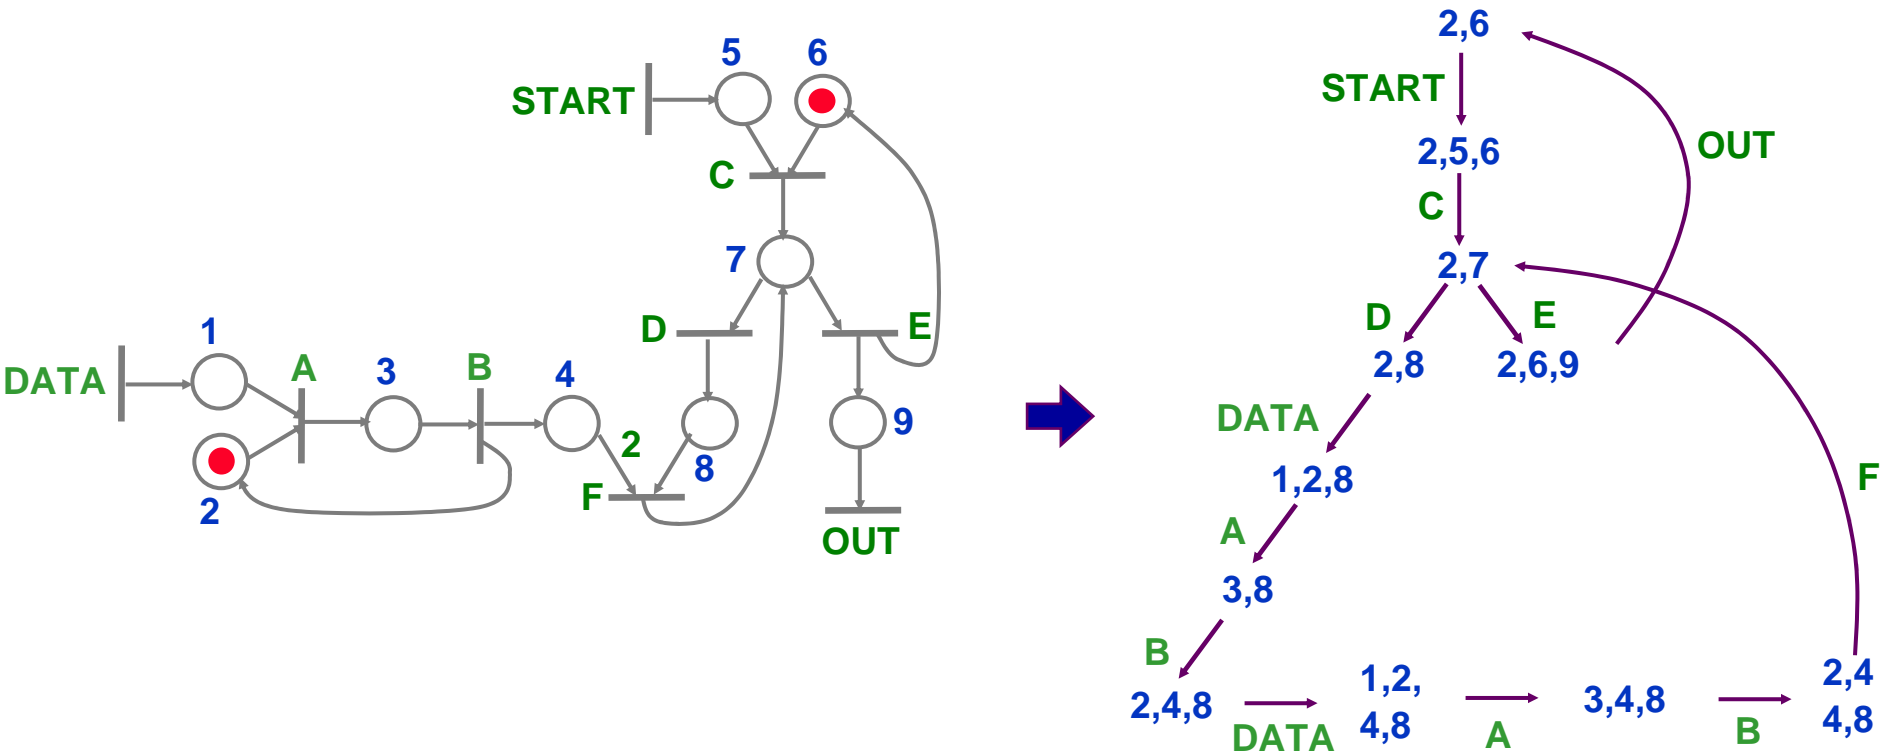 5
6
START
C
7
D
E
1
DATA
A
3
B
4
2
9
8
F
2
OUT
2,6
START
2,5,6
OUT
C
2,7
D
E
2,8
2,6,9
DATA
1,2,8
F
A
3,8
B
2,4,8
DATA
1,2,
4,8
A
3,4,8
B
2,4
4,8